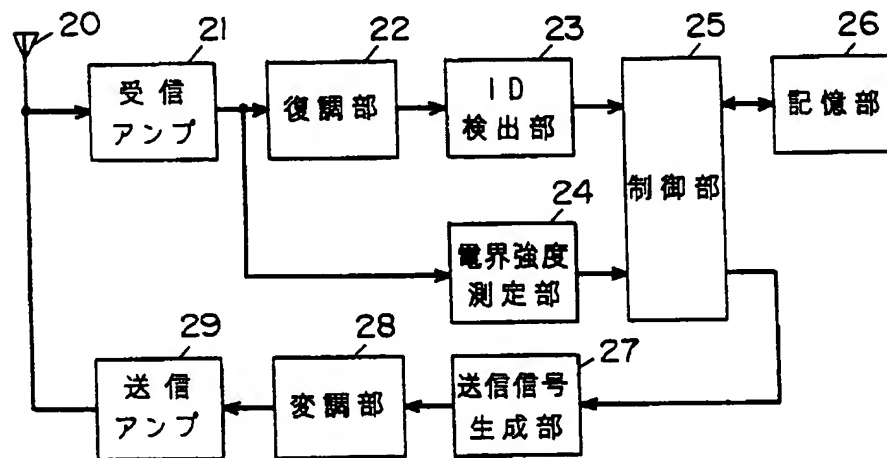 20
21
22
23
25
26
受信
アンプ
復調部
ID
検出部
制御部
記憶部
24
電界強度
測定部
29
28
27
送信
アンプ
変調部
送信信号
生成部